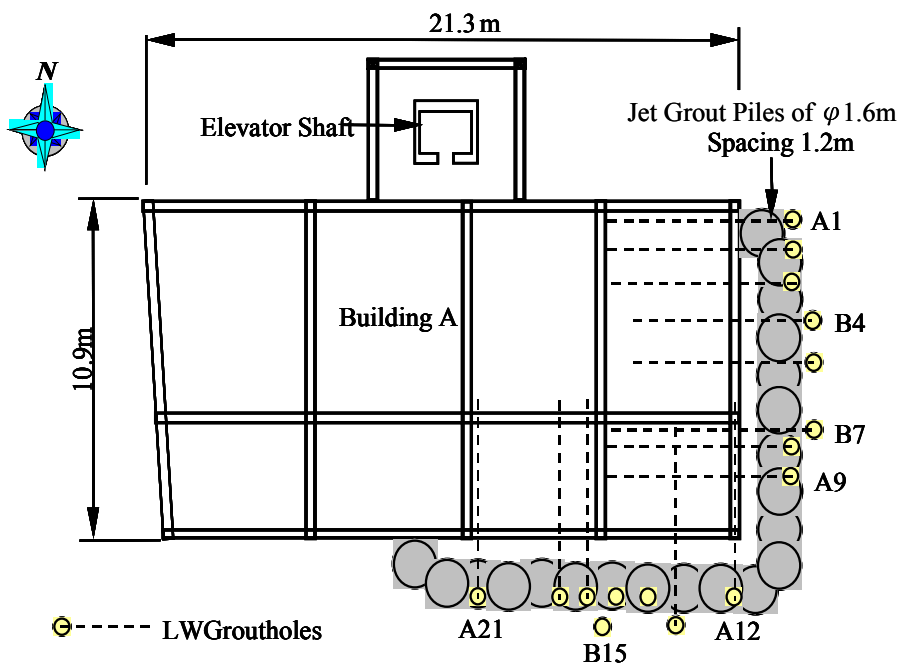 21.3 m
N
Elevator Shaft
Jet Grout Piles of φ1.6m
Spacing 1.2m
A1
Building A
B4
10.9m
B7
A9
A21
A12
LWGroutholes
B15